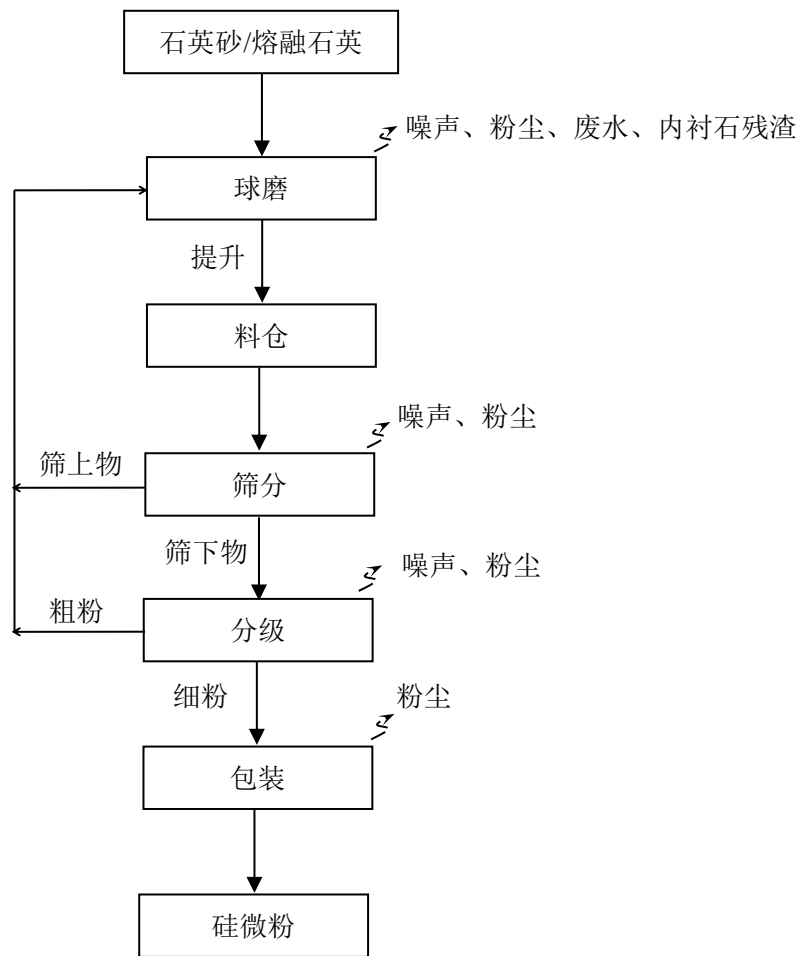 石英砂/熔融石英
噪声、粉尘、废水、内衬石残渣
球磨
提升
料仓
噪声、粉尘
筛上物
筛分
筛下物
噪声、粉尘
粗粉
分级
细粉
粉尘
包装
硅微粉